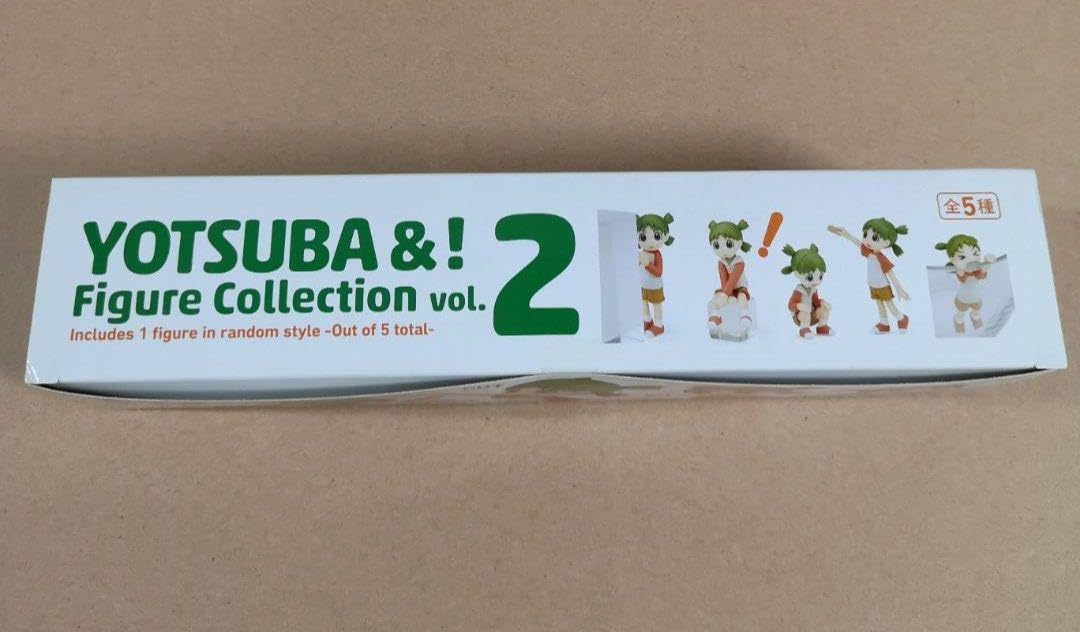 YOTSUBA &!
Figure Collection vol. 2
Includes 1 figure in random style -Out of 5 total-
!
全5種